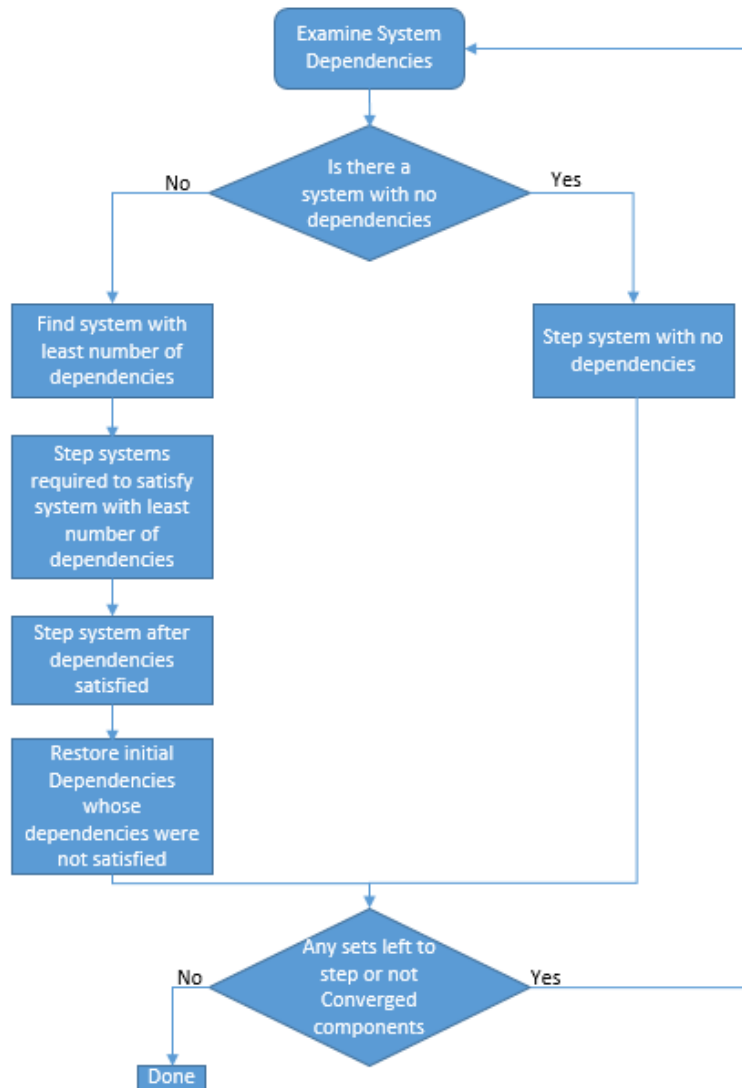 Examine System
Dependencies
Is there a
system with no
dependencies
No
Yes
Find system with
least number of
dependencies
Step system with no
dependencies
Step systems
required to satisfy
system with least
number of
dependencies
Step system after
dependencies
satisfied
Restore initial
Dependencies
whose
dependencies were
not satisfied
Any sets left to
step or not
Converged
components
No
Yes
Done